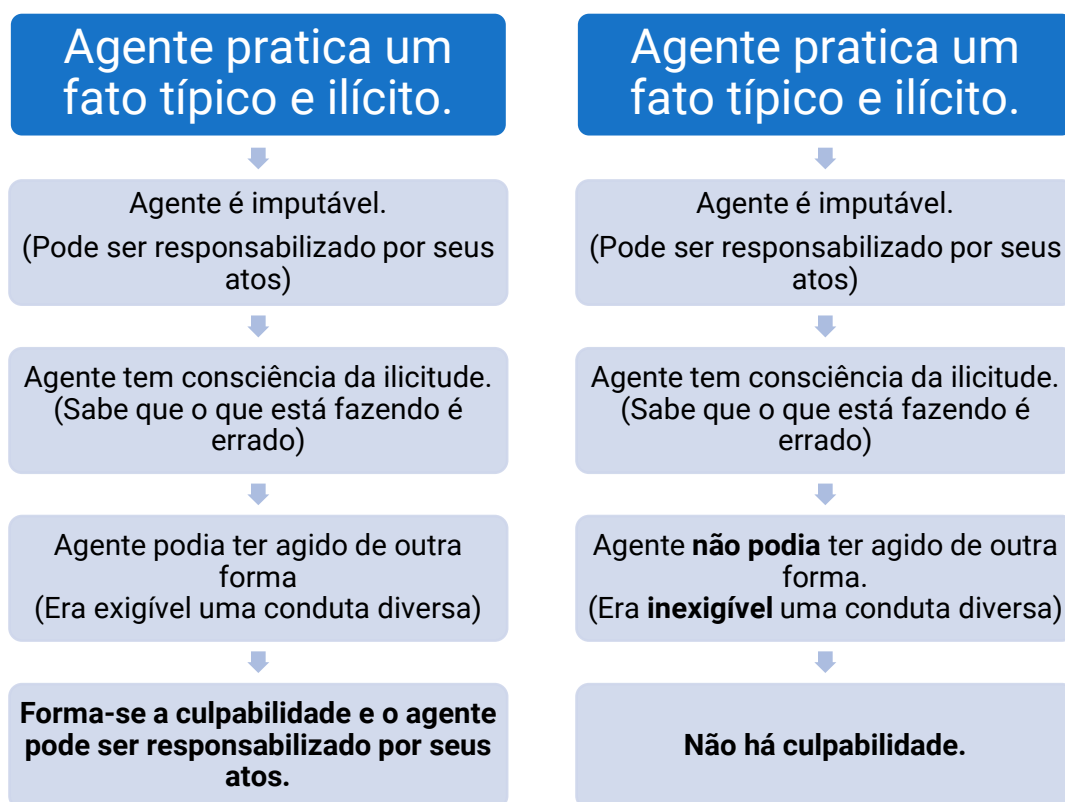 Agente pratica um
fato típico e ilícito.
Agente é imputável.
(Pode ser responsabilizado por seus
atos)
Agente tem consciência da ilicitude.
(Sabe que o que está fazendo é
errado)
Agente podia ter agido de outra
forma
(Era exigível uma conduta diversa)
Forma-se a culpabilidade e o agente
pode ser responsabilizado por seus
atos.
Agente pratica um
fato típico e ilícito.
Agente é imputável.
(Pode ser responsabilizado por seus
atos)
Agente tem consciência da ilicitude.
(Sabe que o que está fazendo é
errado)
Agente não podia ter agido de outra
forma.
(Era inexigível uma conduta diversa)
Não há culpabilidade.